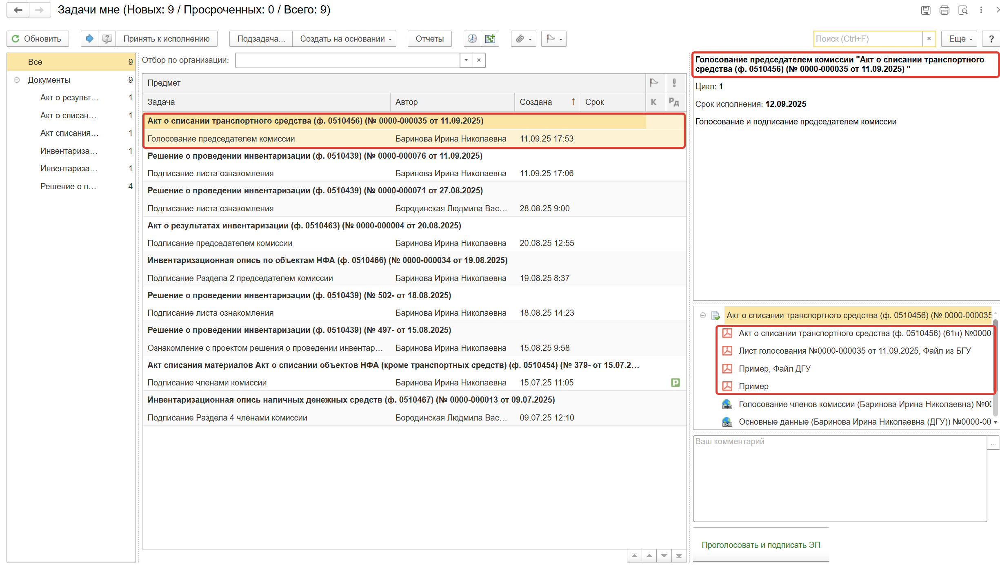 Задачи мне (Новых: 9 / Просроченных: 0 / Всего: 9)
Обновить
Принять к исполнению
Подзадача...
Создать на основании
Отчеты
Поиск (Ctrl+F)
×
Еще
?
Все 9
Документы 9
Акт о результ... 1
Акт о списан... 1
Акт списания... 1
Инвентариза... 1
Инвентариза... 1
Решение о п... 4
Отбор по организации:
×
Предмет
Задача Автор Создана ↑ Срок К Рд
Акт о списании транспортного средства (ф. 0510456) (№ 0000-000035 от 11.09.2025)
Голосование председателем комиссии Баринова Ирина Николаевна 11.09.25 17:53
Решение о проведении инвентаризации (ф. 0510439) (№ 0000-000076 от 11.09.2025)
Подписание листа ознакомления Баринова Ирина Николаевна 11.09.25 17:06
Решение о проведении инвентаризации (ф. 0510439) (№ 0000-000071 от 27.08.2025)
Подписание листа ознакомления Бородинская Людмила Вас... 28.08.25 9:00
Акт о результатах инвентаризации (ф. 0510463) (№ 0000-000004 от 20.08.2025)
Подписание председателем комиссии Баринова Ирина Николаевна 20.08.25 12:55
Инвентаризационная опись по объектам НФА (ф. 0510466) (№ 0000-000034 от 19.08.2025)
Подписание Раздела 2 председателем комиссии Баринова Ирина Николаевна 19.08.25 8:37
Решение о проведении инвентаризации (ф. 0510439) (№ 502- от 18.08.2025)
Подписание листа ознакомления Баринова Ирина Николаевна 18.08.25 14:23
Решение о проведении инвентаризации (ф. 0510439) (№ 497- от 15.08.2025)
Ознакомление с проектом решения о проведении инвентар... Баринова Ирина Николаевна 15.08.25 9:58
Акт списания материалов Акт о списании объектов НФА (кроме транспортных средств) (ф. 0510454) (№ 379- от 15.07.2...
Подписание членами комиссии Баринова Ирина Николаевна 15.07.25 11:05 P
Инвентаризационная опись наличных денежных средств (ф. 0510467) (№ 0000-000013 от 09.07.2025)
Подписание Раздела 4 членами комиссии Бородинская Людмила Вас... 09.07.25 12:10
Голосование председателем комиссии "Акт о списании транспортного
средства (ф. 0510456) (№ 0000-000035 от 11.09.2025) "
Цикл: 1
Срок исполнения: 12.09.2025
Голосование и подписание председателем комиссии
Акт о списании транспортного средства (ф. 0510456) (№ 0000-000035
Акт о списании транспортного средства (ф. 0510456) (61н) №0000
Лист голосования №0000-000035 от 11.09.2025, Файл из БГУ
Пример, Файл ДГУ
Пример
Голосование членов комиссии (Баринова Ирина Николаевна) №00
Основные данные (Баринова Ирина Николаевна (ДГУ)) №0000-00
Ваш комментарий
...
Проголосовать и подписать ЭП